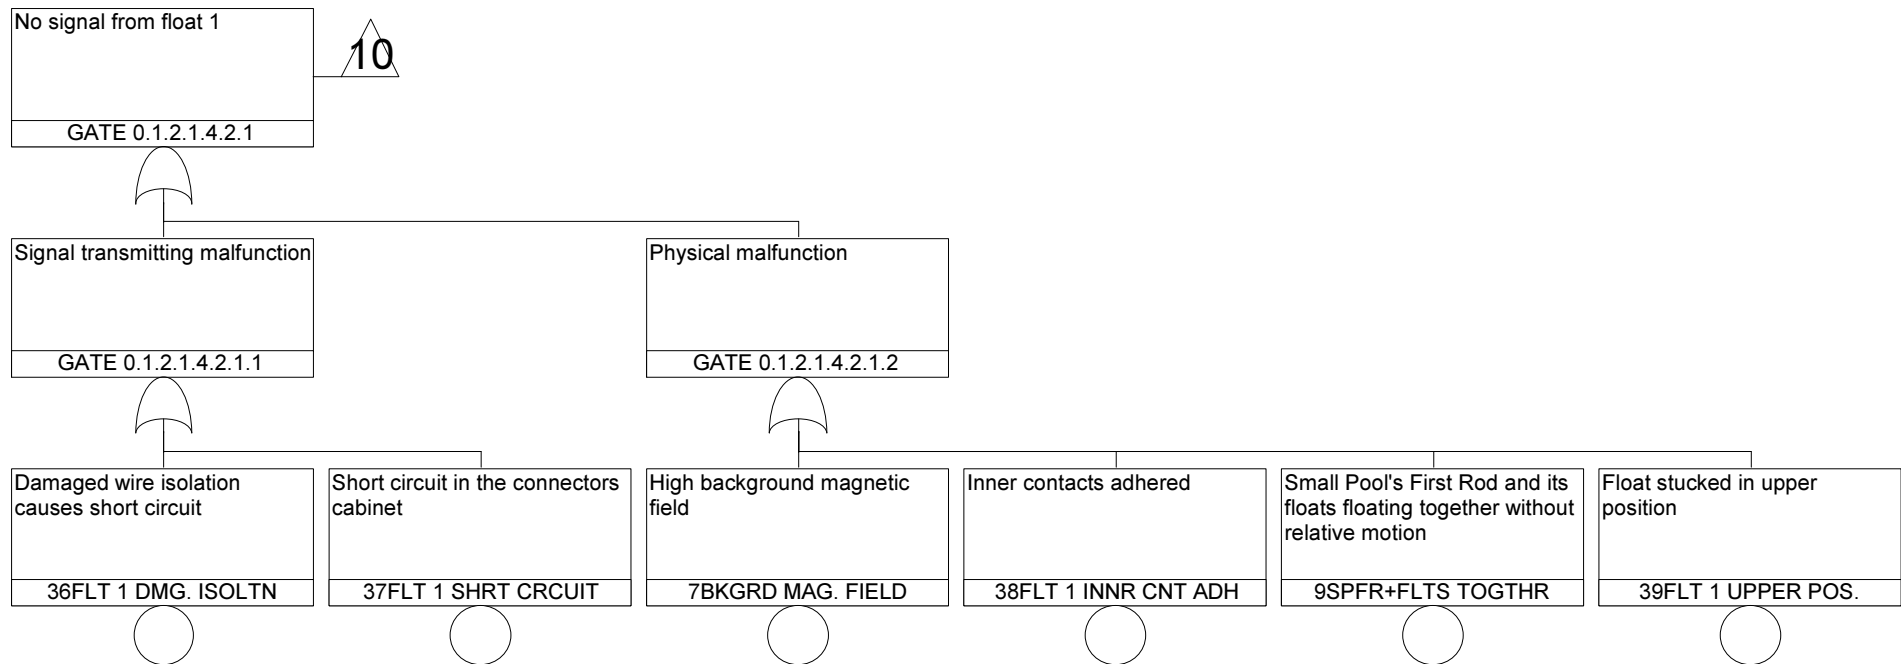 No signal from float 1
10
GATE 0.1.2.1.4.2.1
Signal transmitting malfunction
GATE 0.1.2.1.4.2.1.1
Physical malfunction
GATE 0.1.2.1.4.2.1.2
Damaged wire isolation
causes short circuit
36FLT 1 DMG. ISOLTN
Short circuit in the connectors
cabinet
37FLT 1 SHRT CRCUIT
High background magnetic
field
7BKGRD MAG. FIELD
Inner contacts adhered
38FLT 1 INNR CNT ADH
Small Pool's First Rod and its
floats floating together without
relative motion
9SPFR+FLTS TOGTHR
Float stucked in upper
position
39FLT 1 UPPER POS.